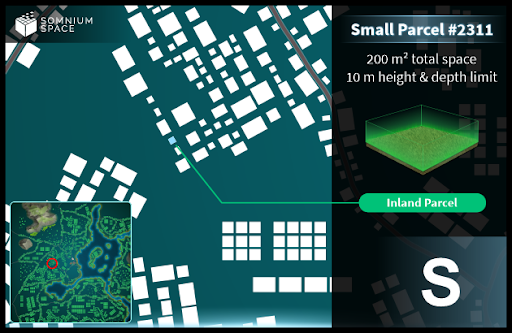 SOMNIUM
SPACE
Small Parcel #2311
200 m² total space
10 m height & depth limit
Inland Parcel
S